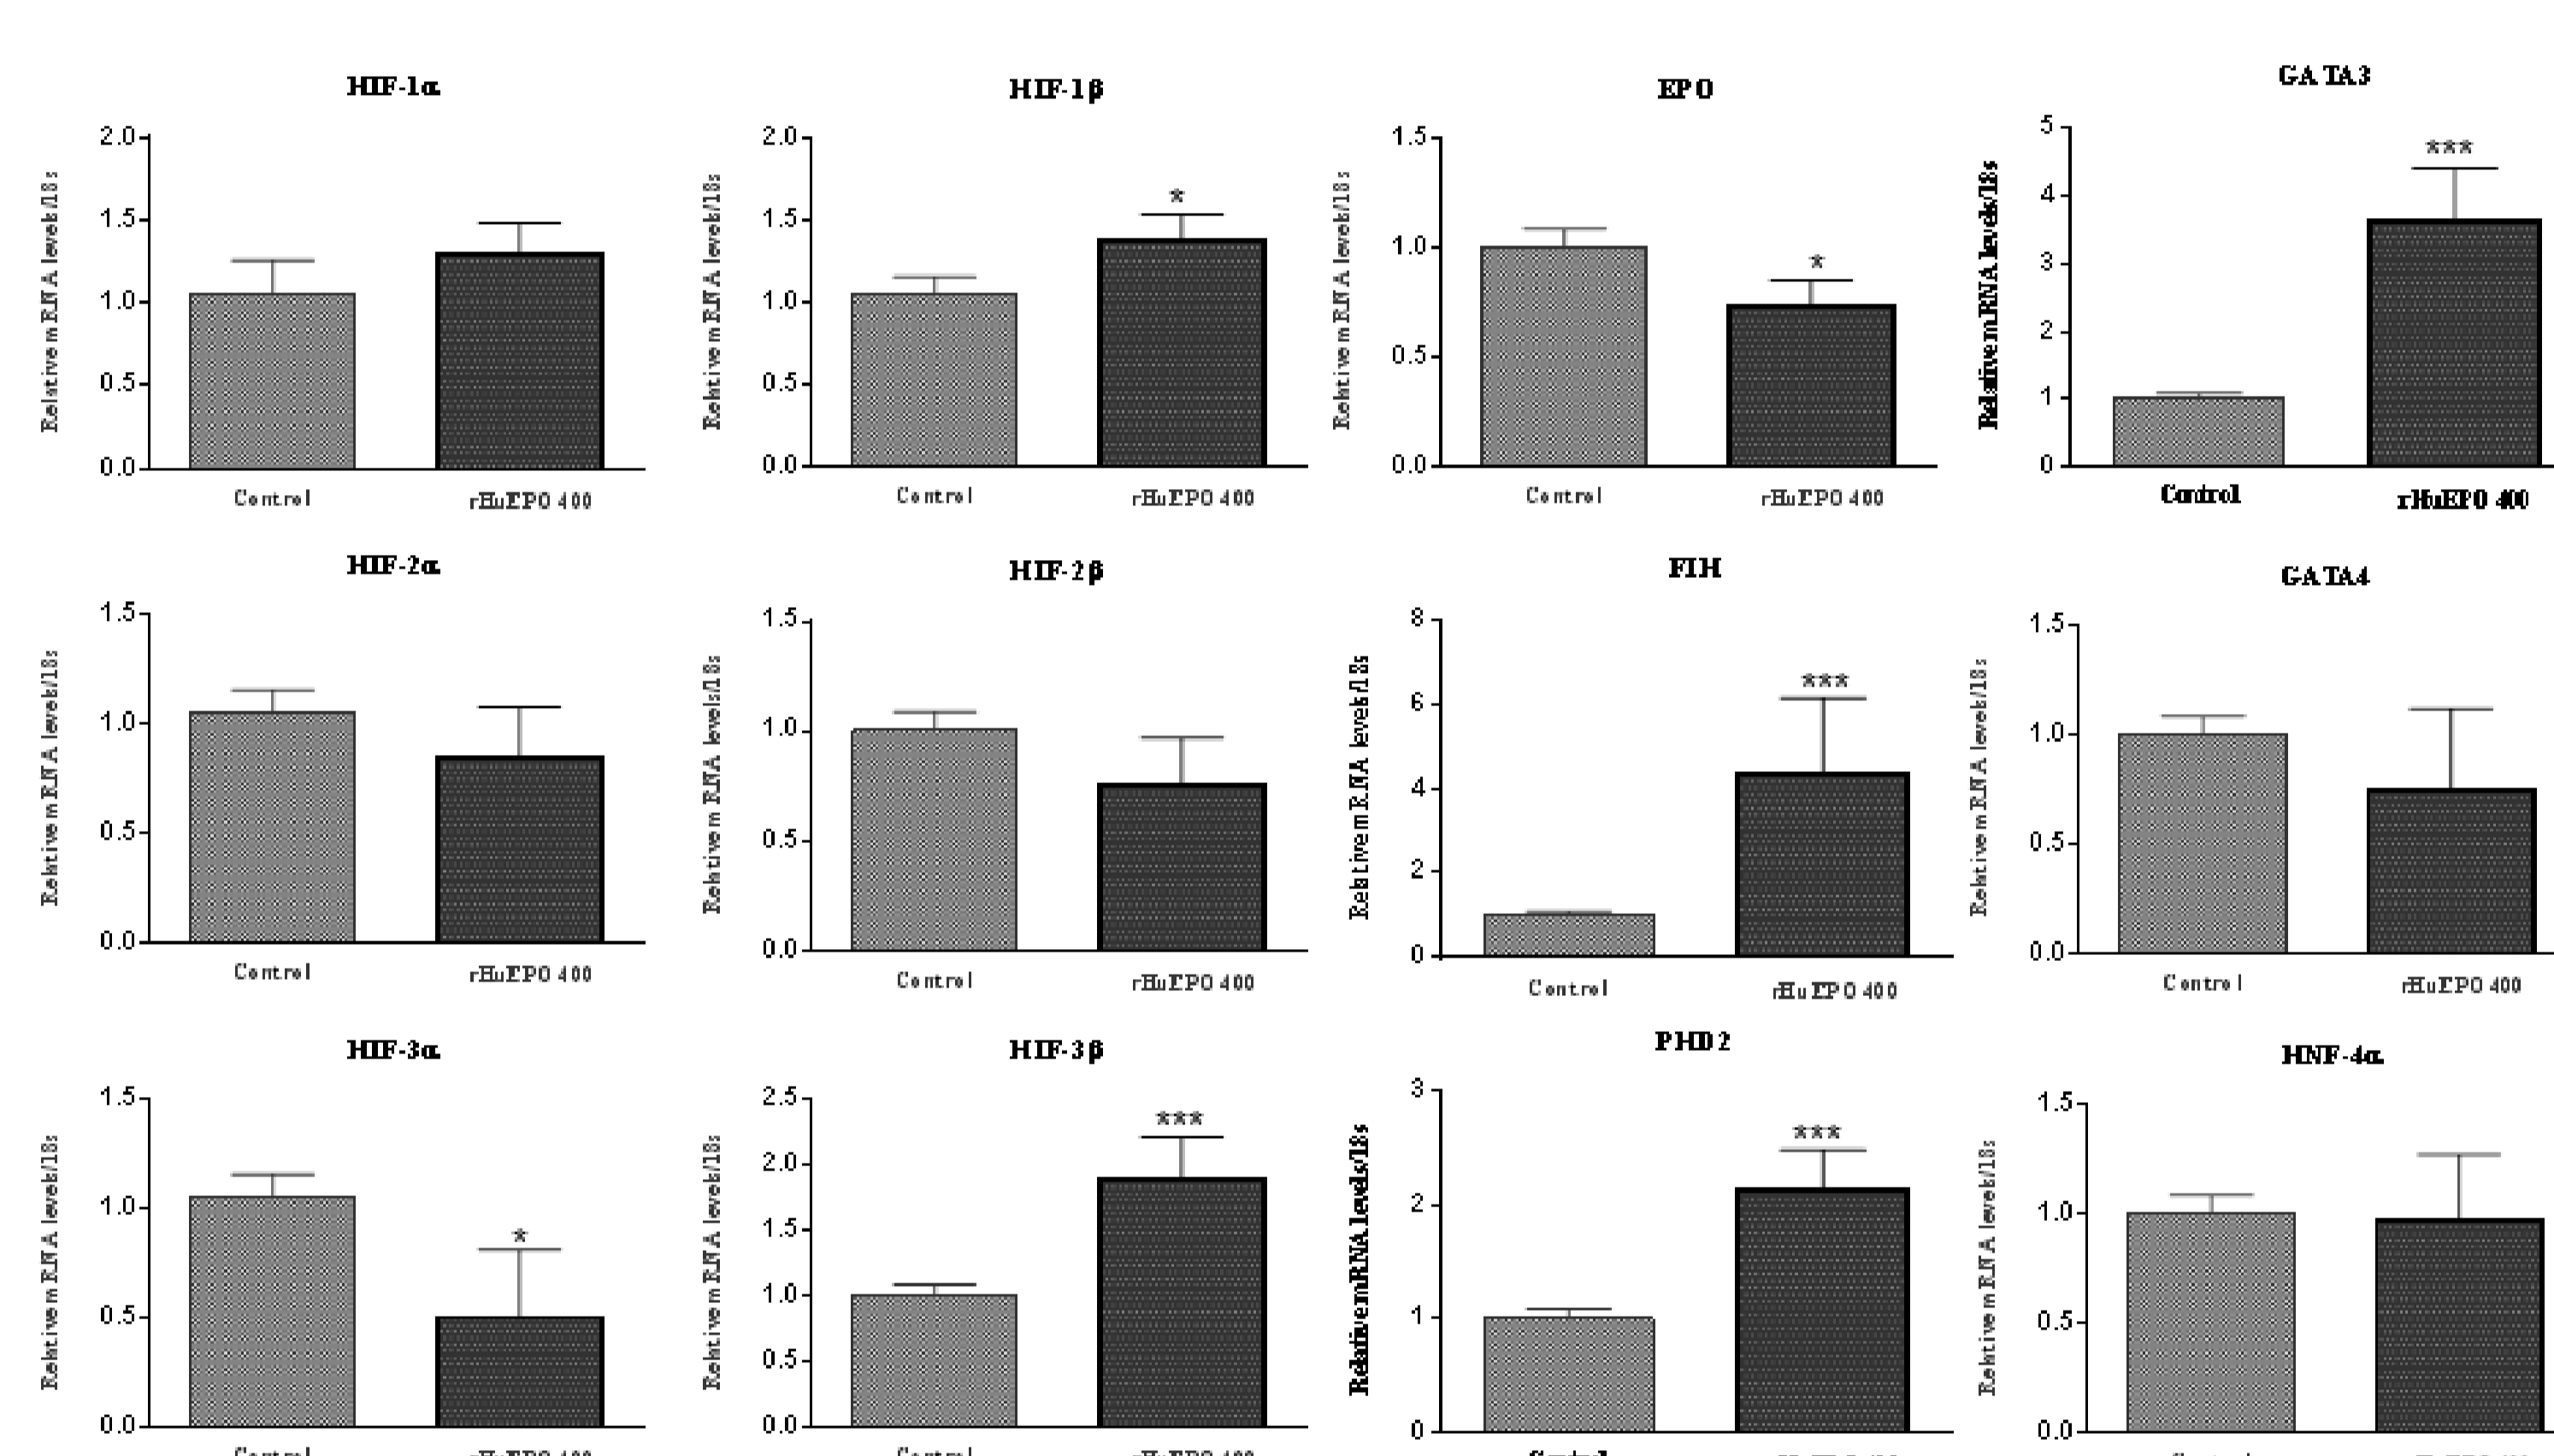 HIF-1α
2.0
1.5
1.0
0.5
0.0
Relative mRNA levels/18s
Control
rHuEPO 400
HIF-1β
2.0
1.5
1.0
0.5
0.0
Relative mRNA levels/18s
*
Control
rHuEPO 400
EPO
1.5
1.0
0.5
0.0
Relative mRNA levels/18s
*
Control
rHuEPO 400
GATA3
5
4
3
2
1
0
Relative mRNA levels/18s
***
Control
rHuEPO 400
HIF-2α
1.5
1.0
0.5
0.0
Relative mRNA levels/18s
Control
rHuEPO 400
HIF-2β
1.5
1.0
0.5
0.0
Relative mRNA levels/18s
Control
rHuEPO 400
FIH
8
6
4
2
0
Relative mRNA levels/18s
***
Control
rHuEPO 400
GATA4
1.5
1.0
0.5
0.0
Relative mRNA levels/18s
Control
rHuEPO 400
HIF-3α
1.5
1.0
0.5
0.0
Relative mRNA levels/18s
*
Control
rHuEPO 400
HIF-3β
2.5
2.0
1.5
1.0
0.5
0.0
Relative mRNA levels/18s
***
Control
rHuEPO 400
PHD2
3
2
1
0
Relative mRNA levels/18s
***
Control
HNF-4α
1.5
1.0
0.5
0.0
Relative mRNA levels/18s